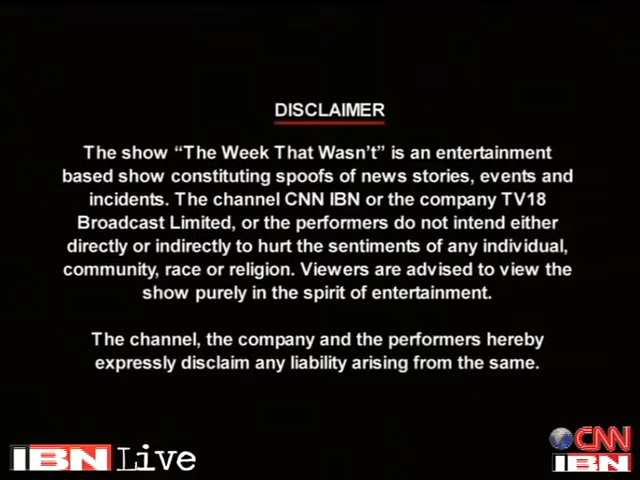 DISCLAIMER
The show “The Week That Wasn’t” is an entertainment
based show constituting spoofs of news stories, events and
incidents. The channel CNN IBN or the company TV18
Broadcast Limited, or the performers do not intend either
directly or indirectly to hurt the sentiments of any individual,
community, race or religion. Viewers are advised to view the
show purely in the spirit of entertainment.
The channel, the company and the performers hereby
expressly disclaim any liability arising from the same.
IBN Live
CNN
IBN